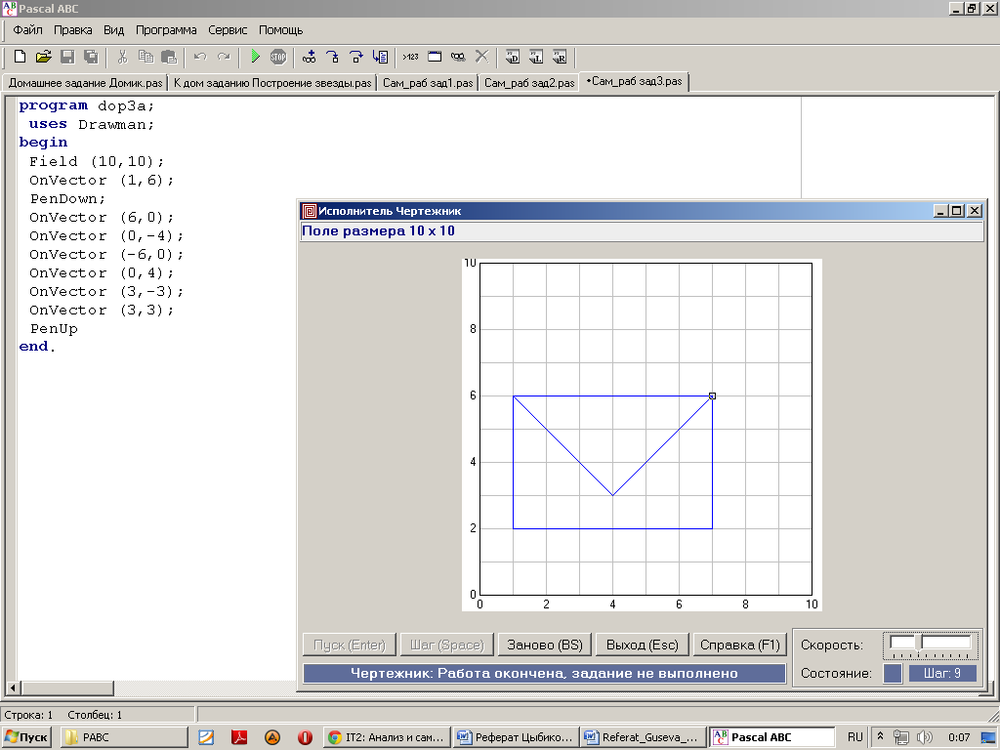 Pascal ABC
Файл Правка Вид Программа Сервис Помощь
Домашнее задание Домик.pas К дом заданию Построение звезды.pas Сам_раб зад1.pas Сам_раб зад2.pas •Сам_раб зад3.pas
program dop3a;
uses Drawman;
begin
Field (10,10);
OnVector (1,6);
PenDown;
OnVector (6,0);
OnVector (0,-4);
OnVector (-6,0);
OnVector (0,4);
OnVector (3,-3);
OnVector (3,3);
PenUp
end.
Исполнитель Чертежник
Поле размера 10 x 10
10
8
6
4
2
0
0 2 4 6 8 10
Пуск (Enter) Шаг (Space) Заново (BS) Выход (Esc) Справка (F1)
Скорость:
Чертежник: Работа окончена, задание не выполнено
Состояние: Шаг: 9
Строка: 1 Столбец: 1
Пуск PABC IT2: Анализ и сам... Реферат Цыбико... Referat_Guseva_... Pascal ABC RU 0:07